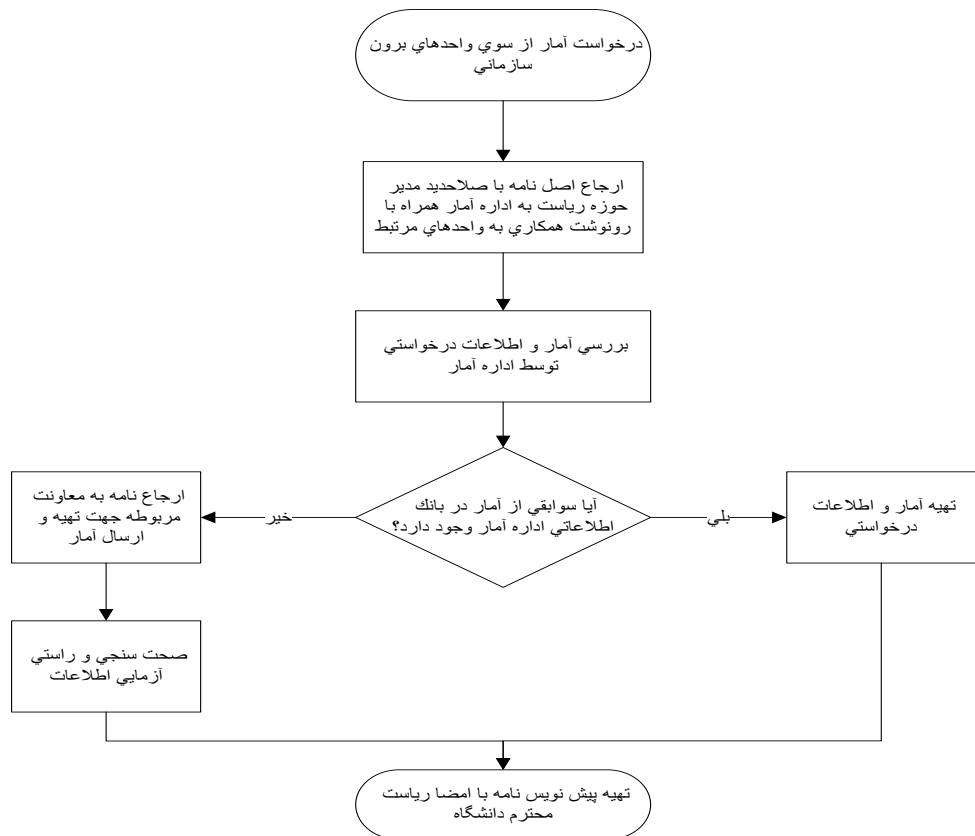 درخواست آمار از سوي واحدهاي برون
سازماني
ارجاع اصل نامه با صلاحديد مدير
حوزه رياست به اداره آمار همراه با
رونوشت همكاري به واحدهاي مرتبط
بررسي آمار و اطلاعات درخواستي
توسط اداره آمار
آيا سوابقي از آمار در بانك
اطلاعاتي اداره آمار وجود دارد؟
بلي
خير
تهيه آمار و اطلاعات
درخواستي
ارجاع نامه به معاونت
مربوطه جهت تهيه و
ارسال آمار
صحت سنجي و راستي
آزمايي اطلاعات
تهيه پيش نويس نامه با امضا رياست
محترم دانشگاه